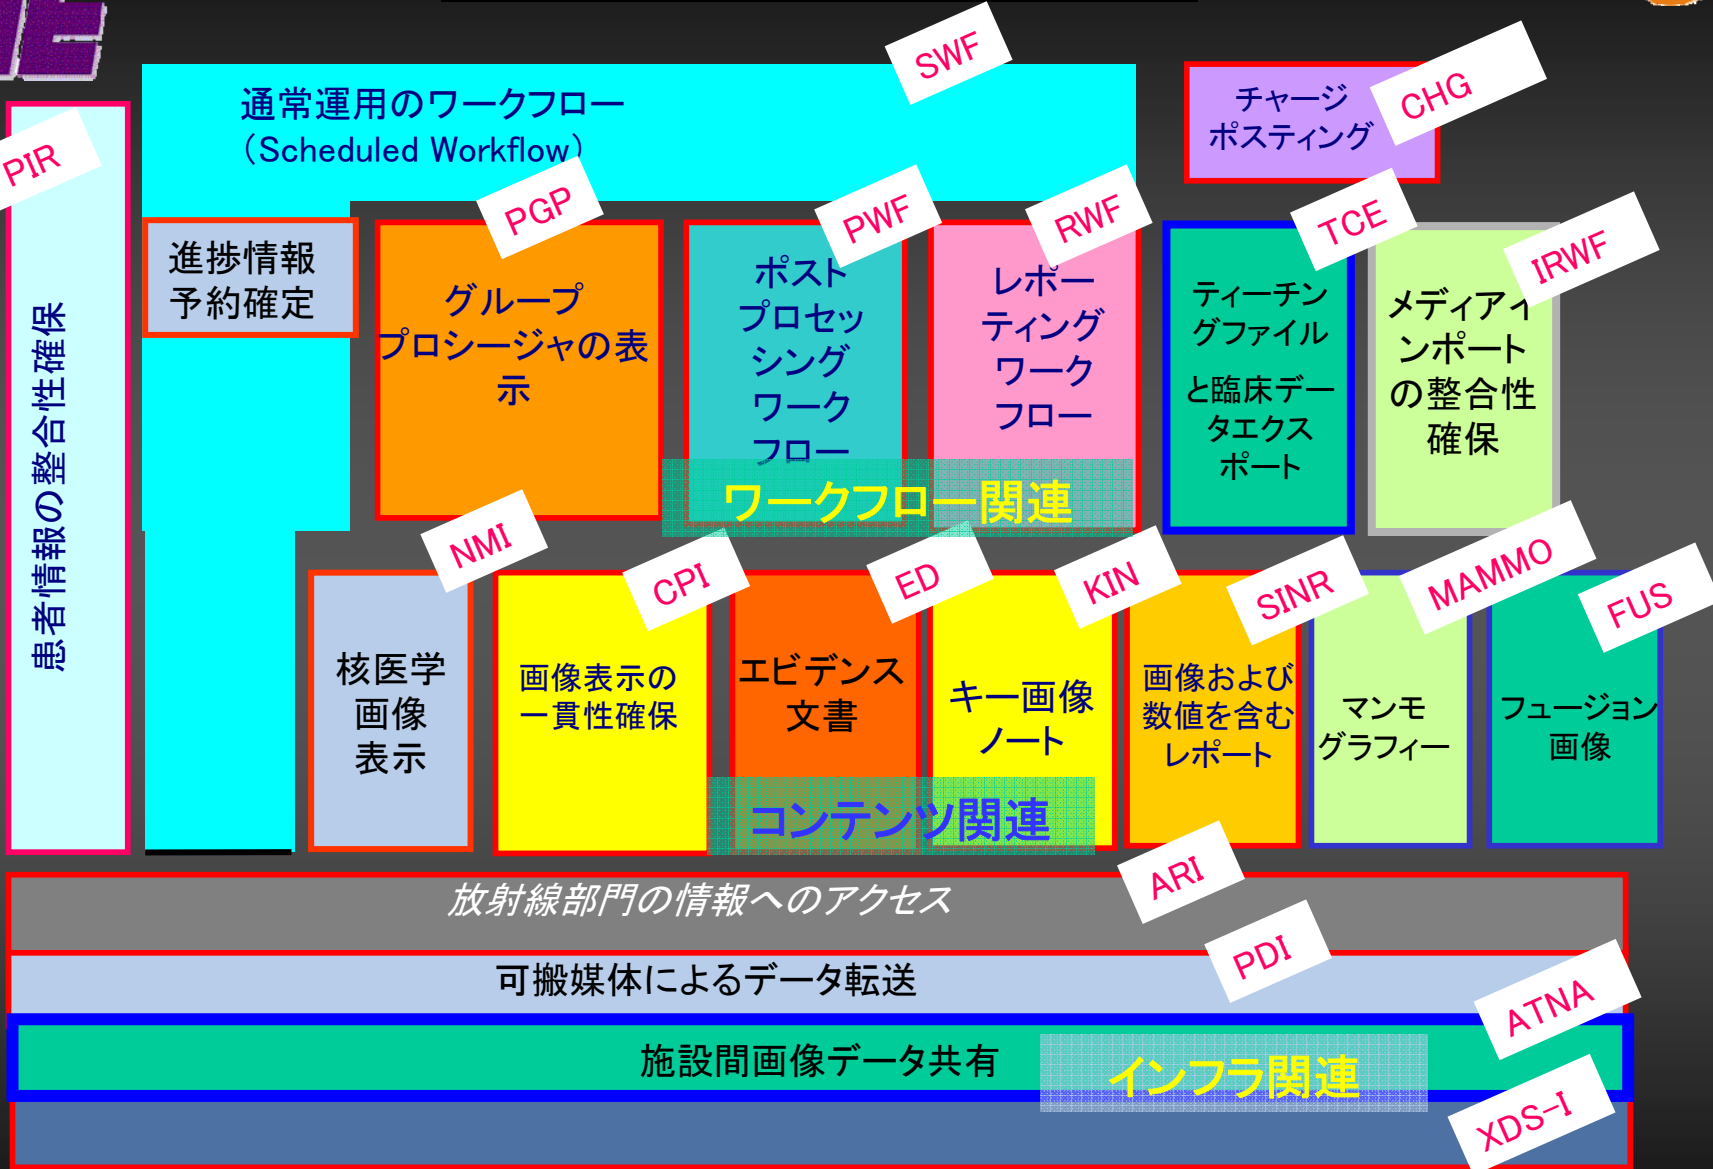 SWF
通常運用のワークフロー
（Scheduled Workflow）
チャージ
ポスティング
CHG
PIR
患者情報の整合性確保
進捗情報
予約確定
PGP
グループ
プロシージャの表
示
PWF
ポスト
プロセッ
シング
ワーク
フロー
RWF
レポー
ティング
ワーク
フロー
TCE
ティーチン
グファイル
と臨床デー
タエクス
ポート
IRWF
メディアイ
ンポート
の整合性
確保
ワークフロー関連
NMI
核医学
画像
表示
CPI
画像表示の
一貫性確保
ED
エビデンス
文書
KIN
キー画像
ノート
SINR
画像および
数値を含む
レポート
MAMMO
マンモ
グラフィー
FUS
フュージョン
画像
コンテンツ関連
放射線部門の情報へのアクセス
ARI
可搬媒体によるデータ転送
PDI
ATNA
施設間画像データ共有
インフラ関連
XDS-I